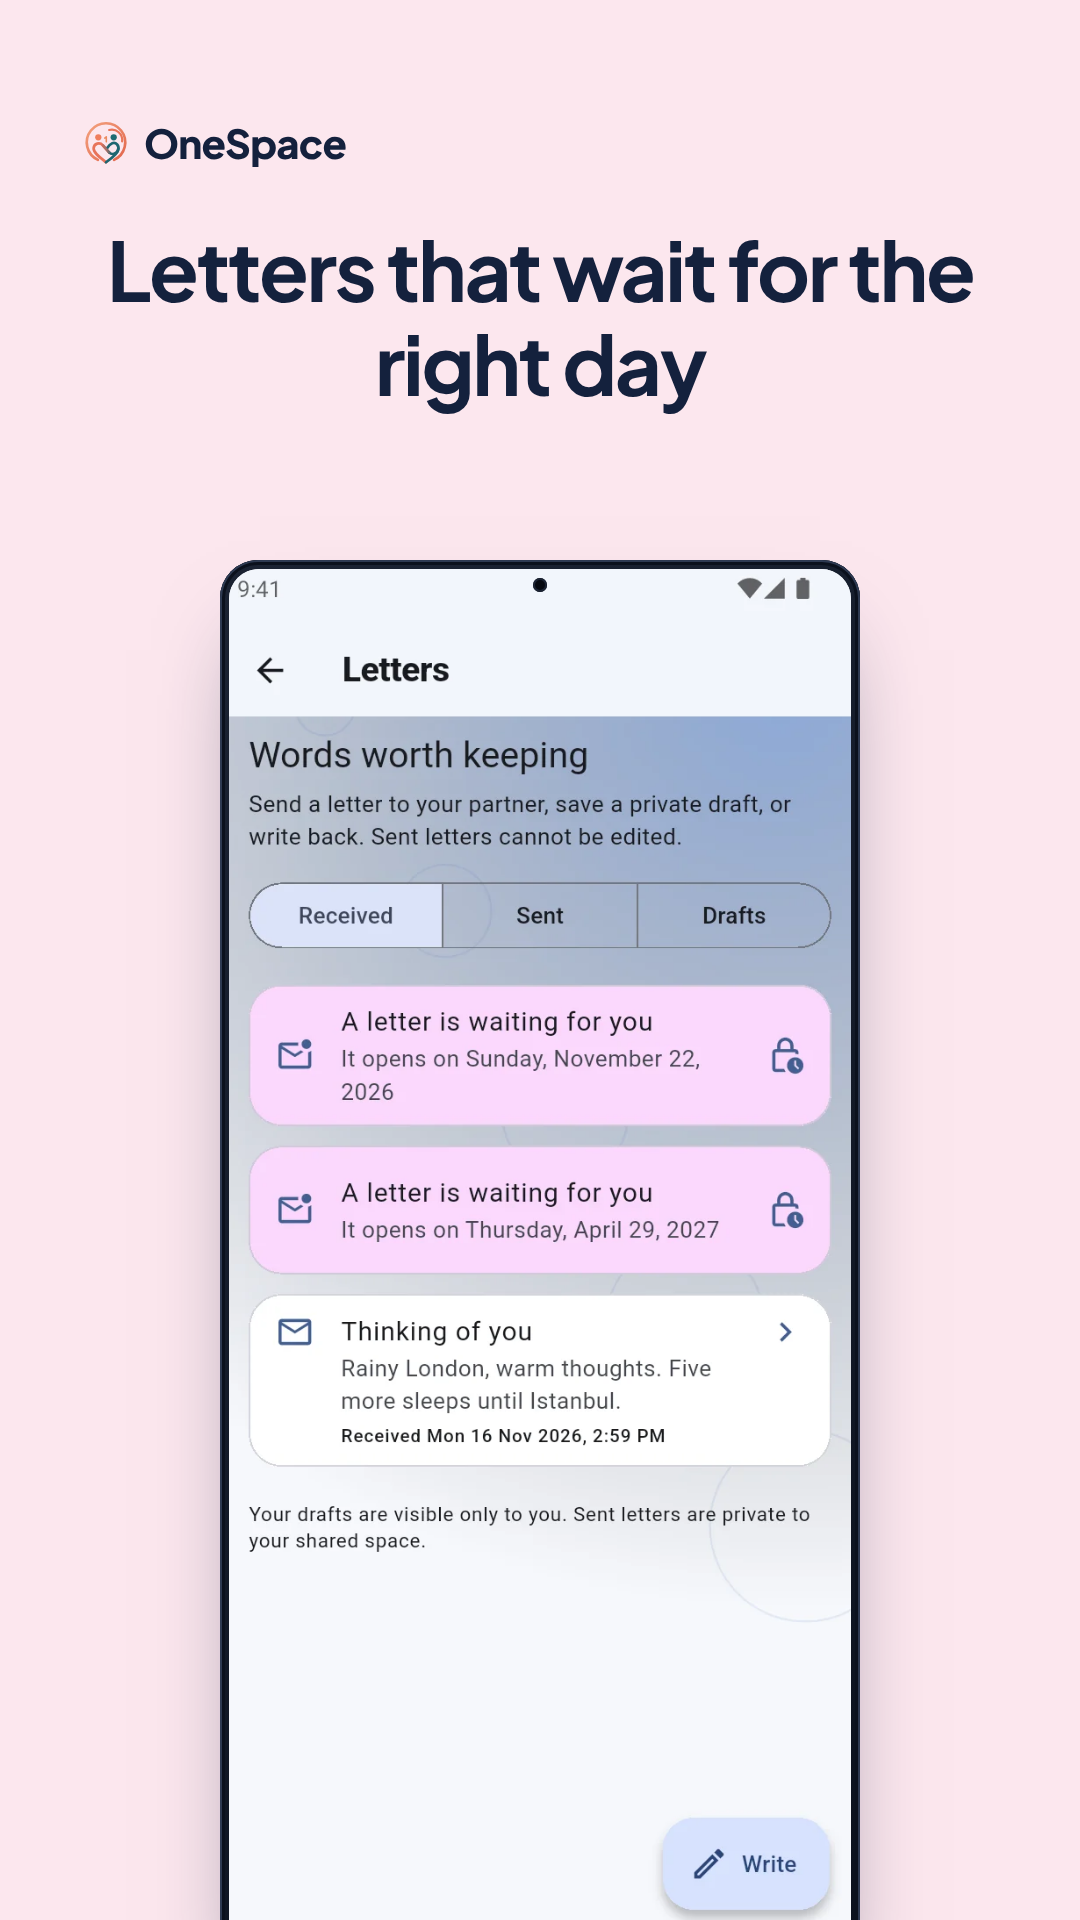 OneSpace
Letters that wait for the
right day
9:41
Letters
Words worth keeping
Send a letter to your partner, save a private draft, or
write back. Sent letters cannot be edited.
Received
Sent
Drafts
A letter is waiting for you
It opens on Sunday, November 22,
2026
A letter is waiting for you
It opens on Thursday, April 29, 2027
Thinking of you
Rainy London, warm thoughts. Five
more sleeps until Istanbul.
Received Mon 16 Nov 2026, 2:59 PM
Your drafts are visible only to you. Sent letters are private to
your shared space.
Write